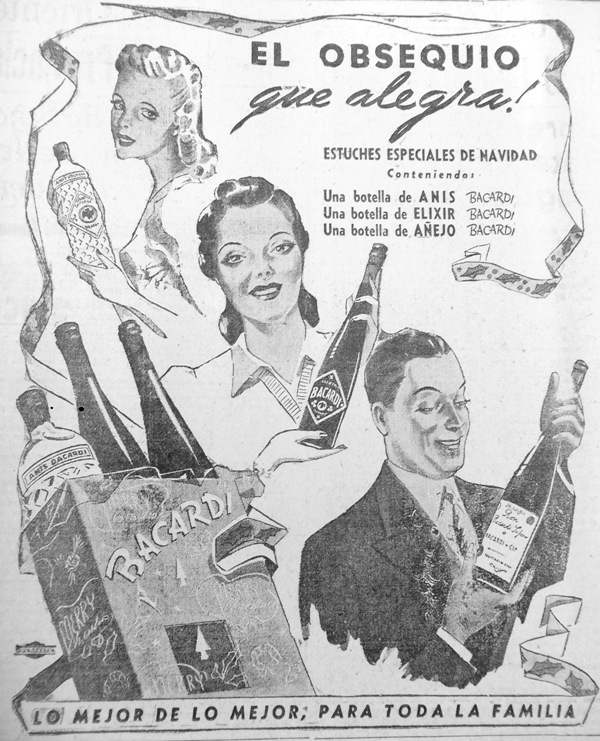 EL OBSEQUIO
que alegra!
ESTUCHES ESPECIALES DE NAVIDAD
Conteniendo:
Una botella de ANIS BACARDI
Una botella de ELIXIR BACARDI
Una botella de AÑEJO BACARDI
BACARDI
ANIS BACARDI
BACARDI
MERRY
BACARDI Y CIA
LO MEJOR DE LO MEJOR, PARA TODA LA FAMILIA